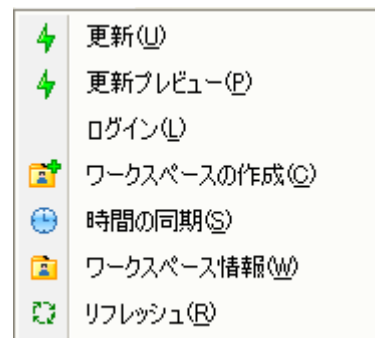 更新(U)
更新プレビュー(P)
ログイン(L)
ワークスペースの作成(C)
時間の同期(S)
ワークスペース情報(W)
リフレッシュ(R)